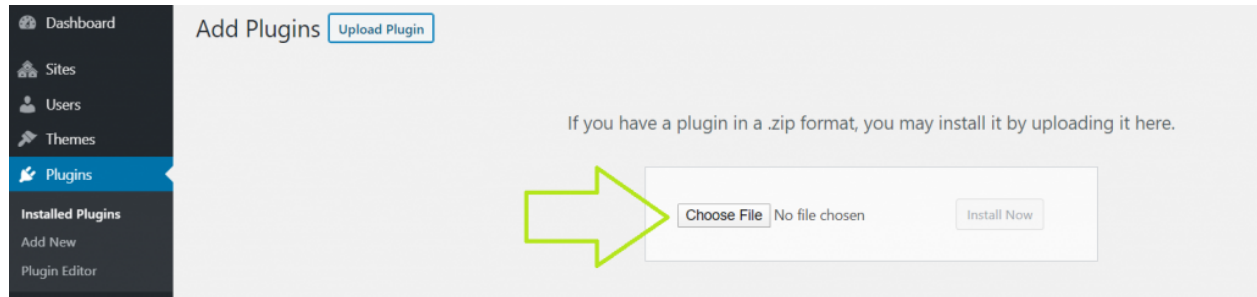 Dashboard
Sites
Users
Themes
Plugins
Installed Plugins
Add New
Plugin Editor
Add Plugins Upload Plugin
If you have a plugin in a .zip format, you may install it by uploading it here.
Choose File No file chosen Install Now